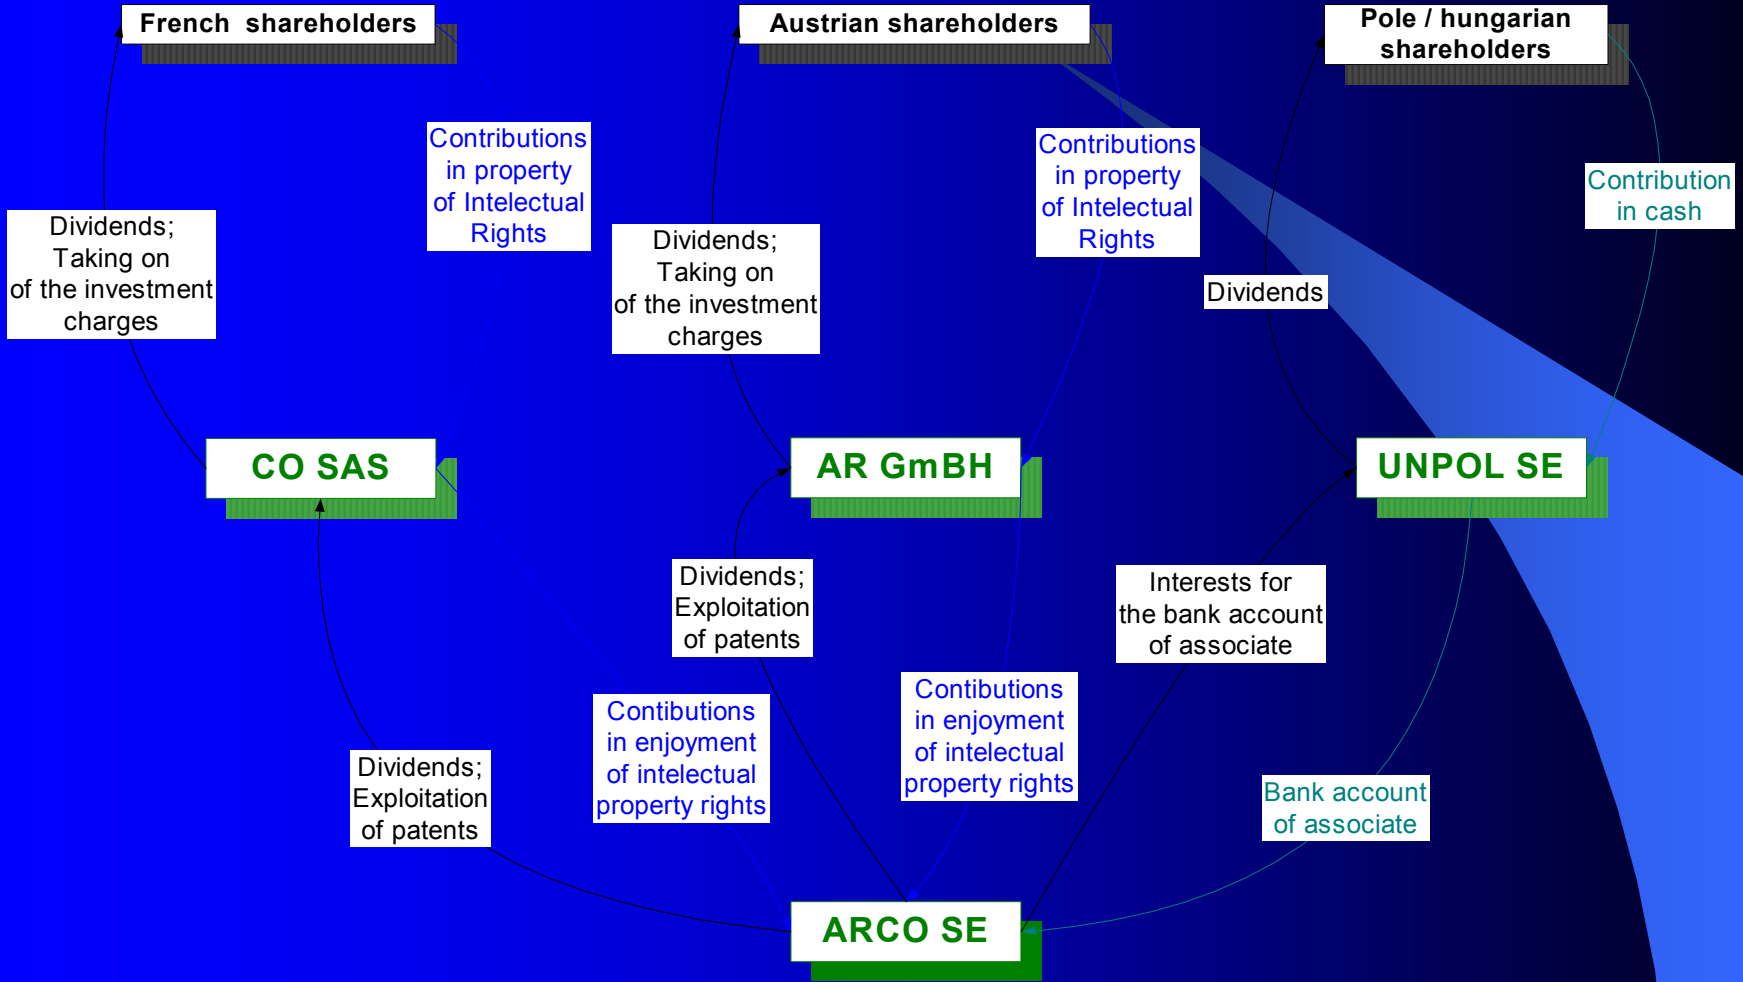 French  shareholders
Austrian shareholders
Pole / hungarian
shareholders
Contributions
in property
of Intelectual
Rights
Contributions
in property
of Intelectual
Rights
Contribution
in cash
Dividends;
Taking on
of the investment
charges
Dividends;
Taking on
of the investment
charges
Dividends
CO SAS
AR GmBH
UNPOL SE
Dividends;
Exploitation
of patents
Interests for
the bank account
of associate
Contibutions
in enjoyment
of intelectual
property rights
Contibutions
in enjoyment
of intelectual
property rights
Dividends;
Exploitation
of patents
Bank account
of associate
ARCO SE